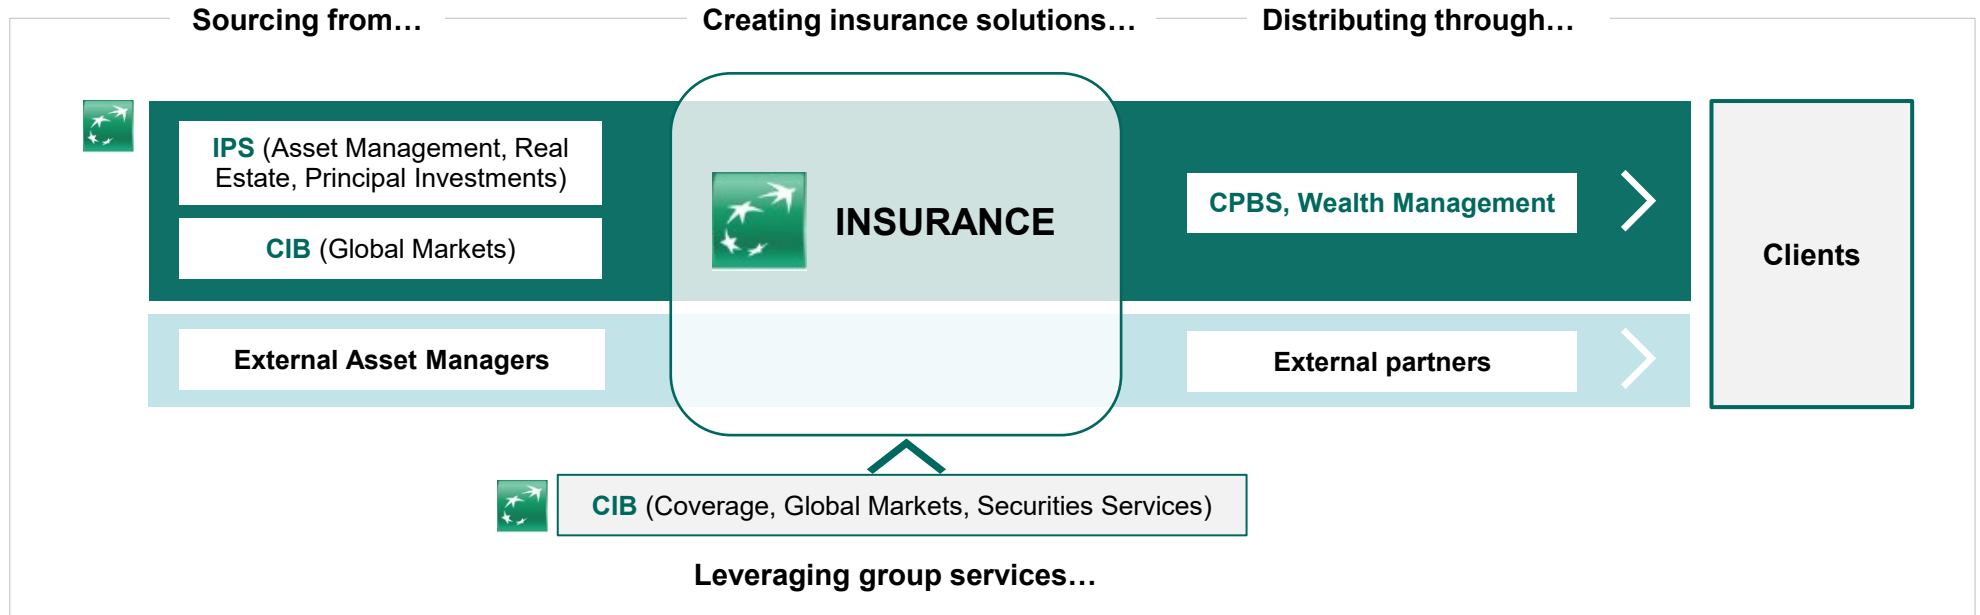 Sourcing from…
Creating insurance solutions…
Distributing through…
IPS (Asset Management, Real
Estate, Principal Investments)
CIB (Global Markets)
INSURANCE
CPBS, Wealth Management
Clients
External Asset Managers
External partners
CIB (Coverage, Global Markets, Securities Services)
Leveraging group services…